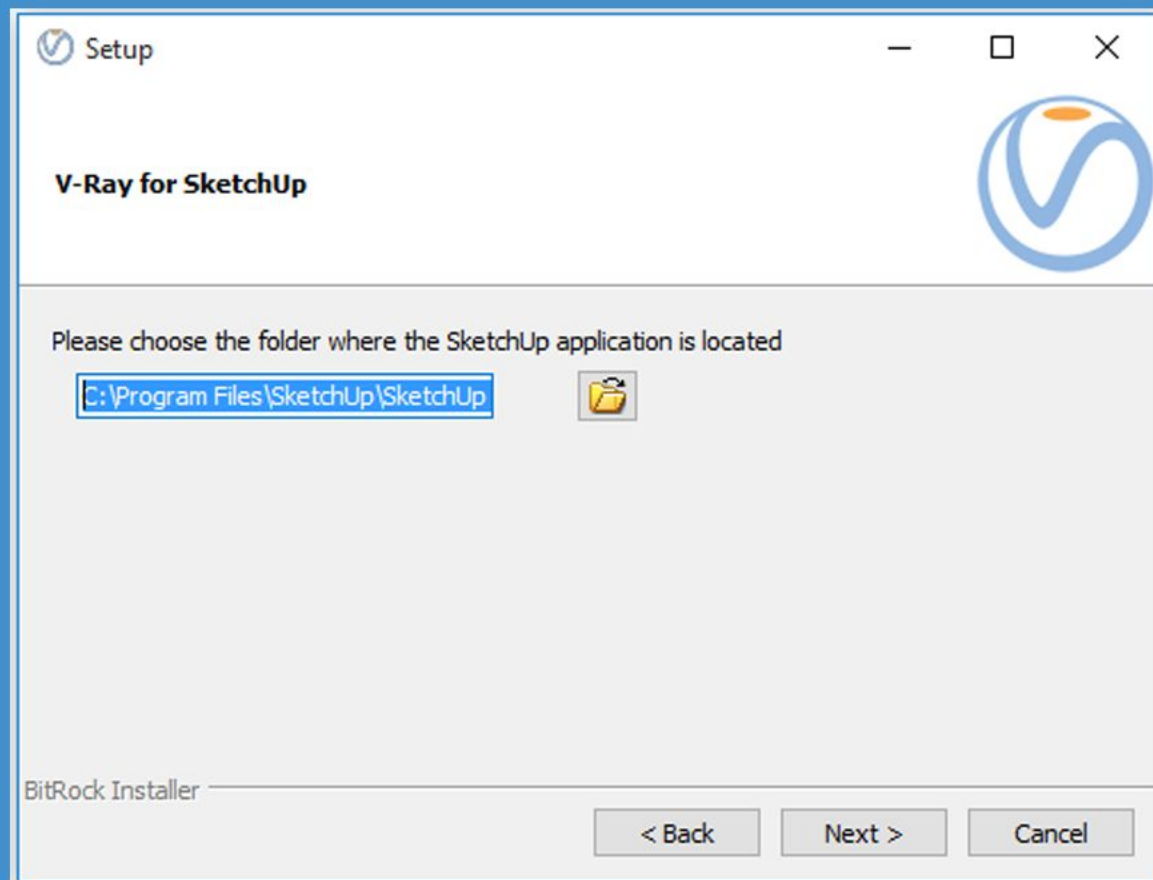 Setup
V-Ray for SketchUp
Please choose the folder where the SketchUp application is located
C:\Program Files\SketchUp\SketchUp
BitRock Installer
< Back Next > Cancel